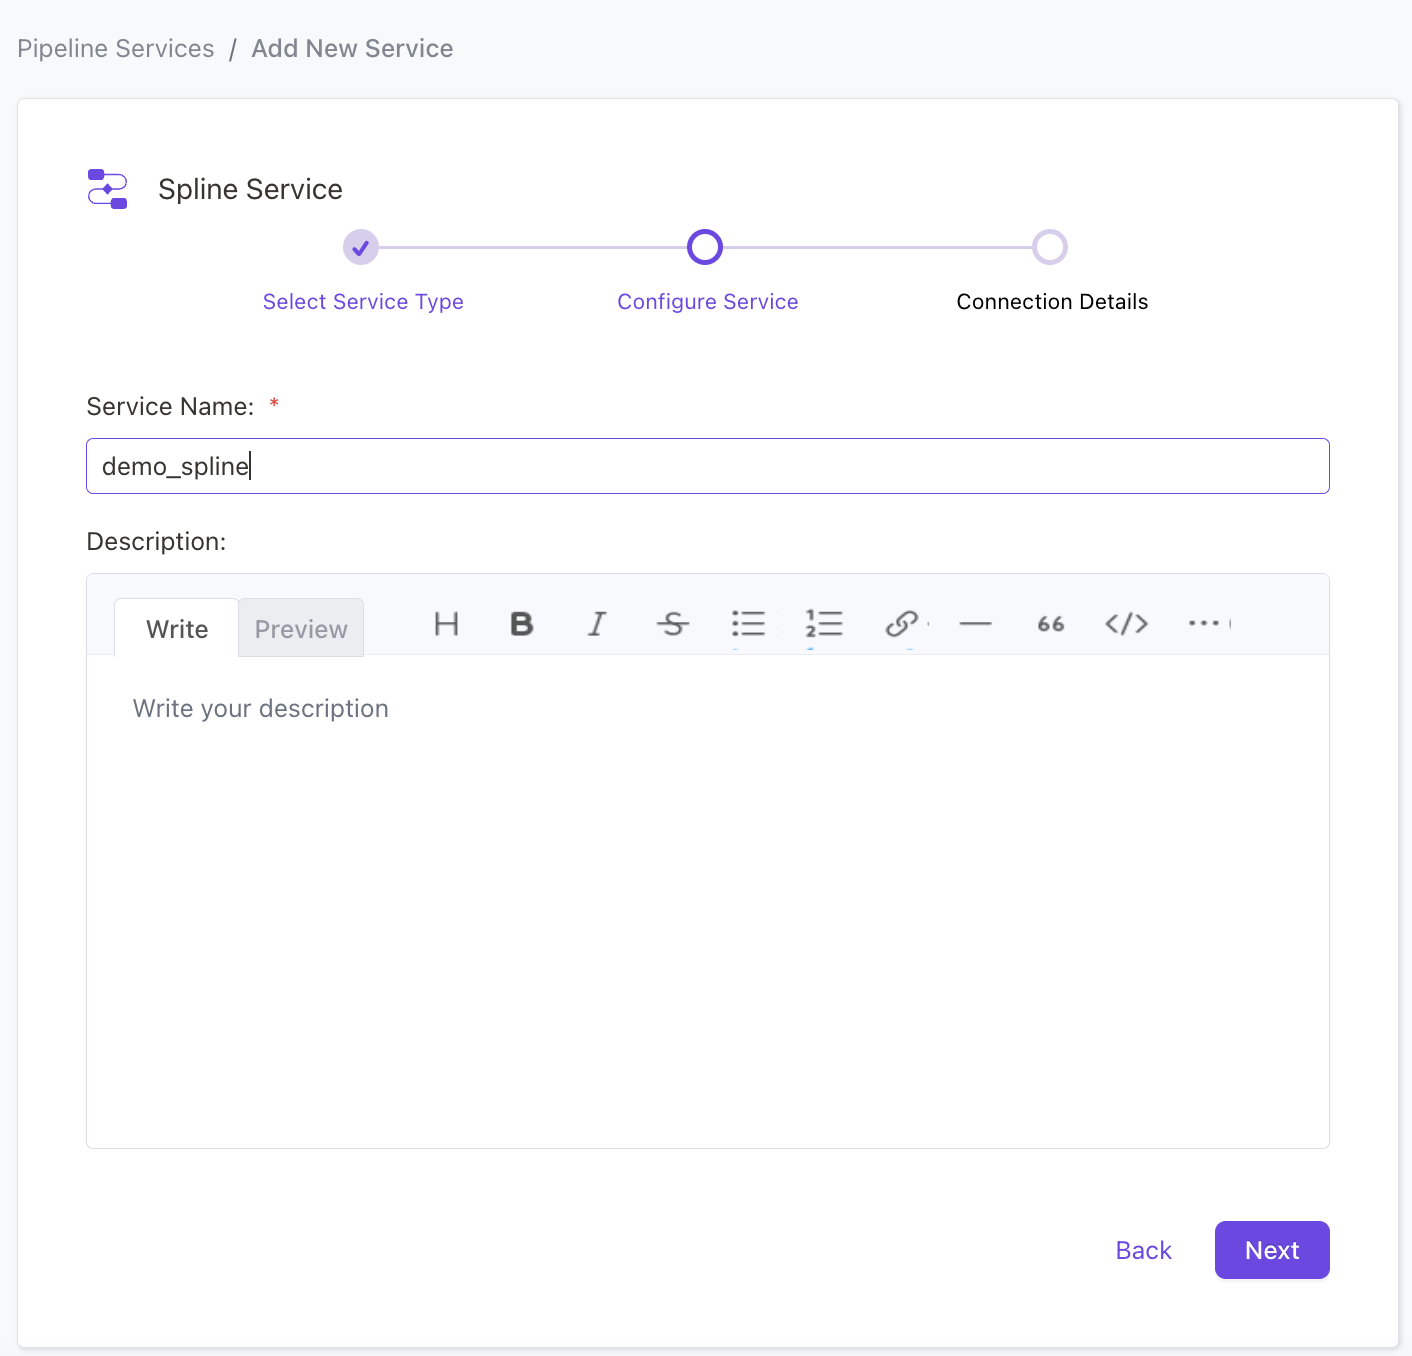 Pipeline Services / Add New Service
Spline Service
Select Service Type
Configure Service
Connection Details
Service Name: *
demo_spline
Description:
Write
Preview
Write your description
Back
Next